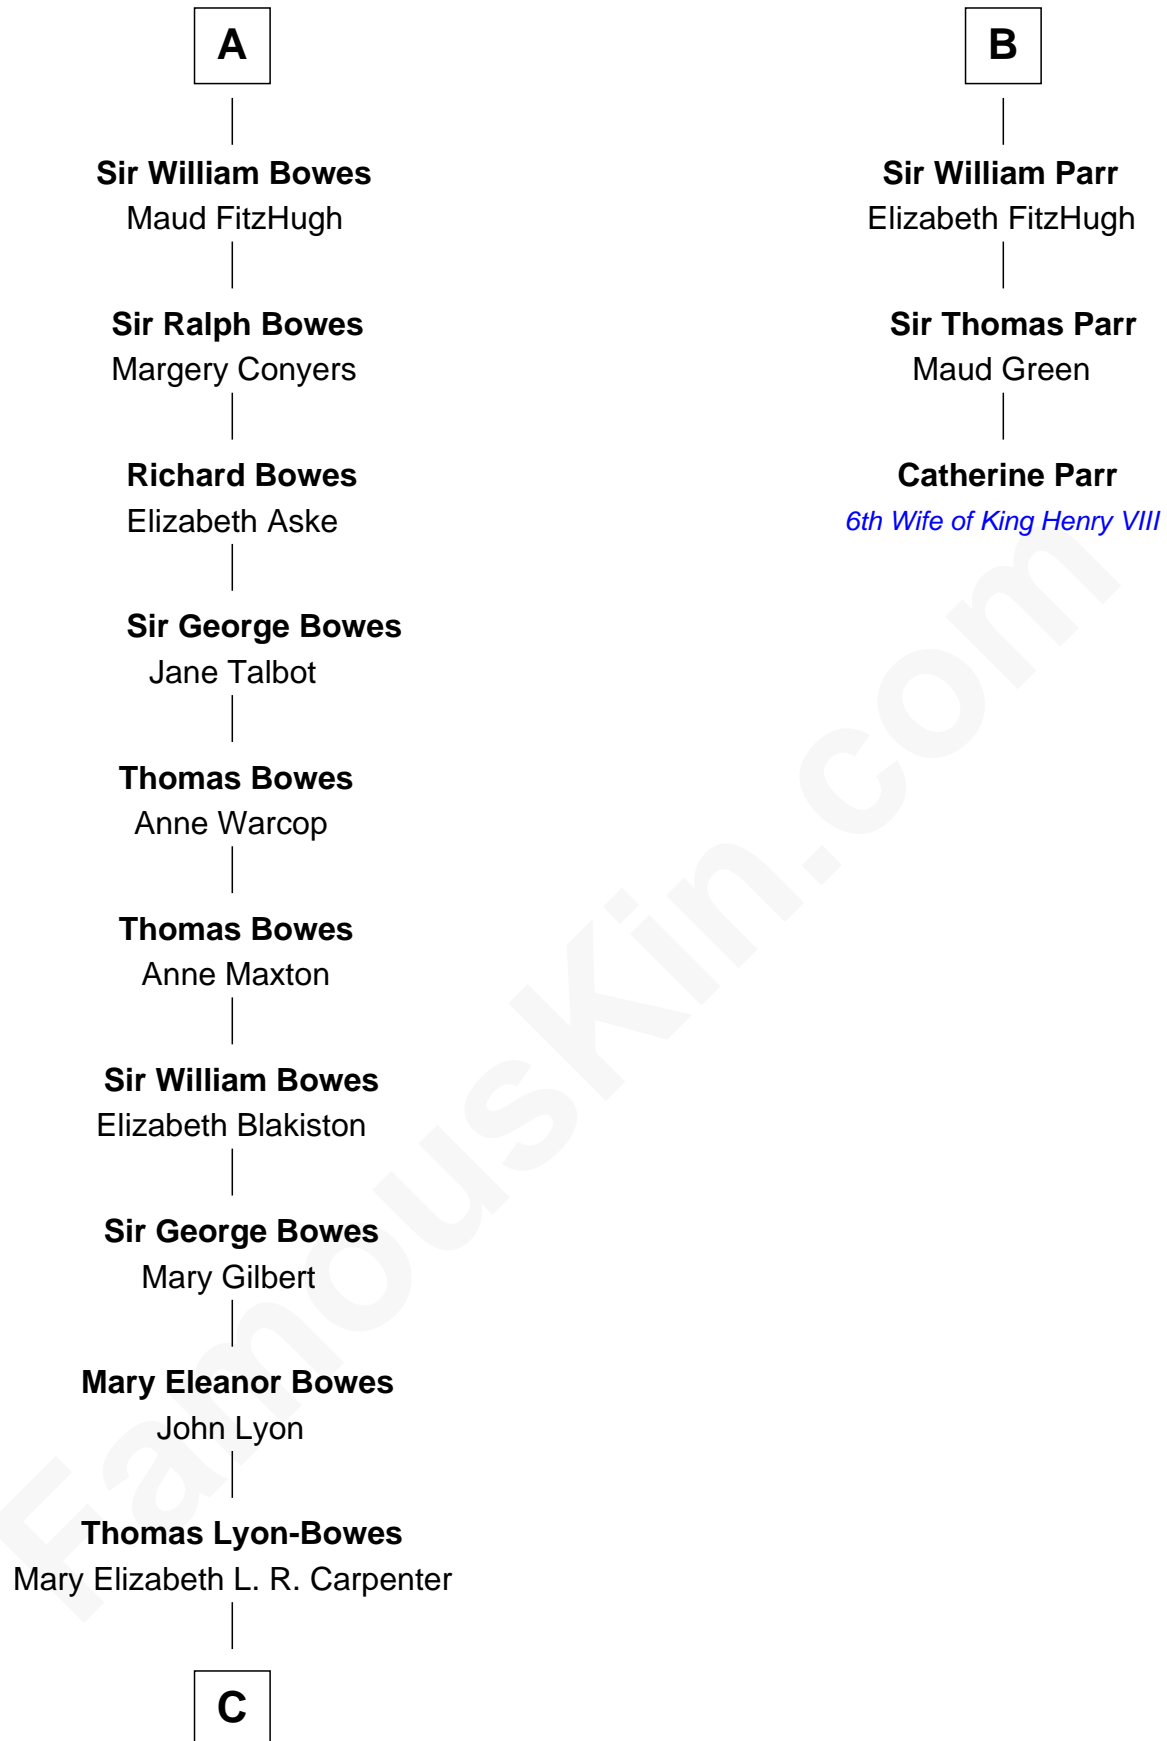 A
Sir William Bowes
Maud FitzHugh
Sir Ralph Bowes
Margery Conyers
Richard Bowes
Elizabeth Aske
Sir George Bowes
Jane Talbot
Thomas Bowes
Anne Warcop
Thomas Bowes
Anne Maxton
Sir William Bowes
Elizabeth Blakiston
Sir George Bowes
Mary Gilbert
Mary Eleanor Bowes
John Lyon
Thomas Lyon-Bowes
Mary Elizabeth L. R. Carpenter
C
B
Sir William Parr
Elizabeth FitzHugh
Sir Thomas Parr
Maud Green
Catherine Parr
6th Wife of King Henry VIII
FamousKin.com